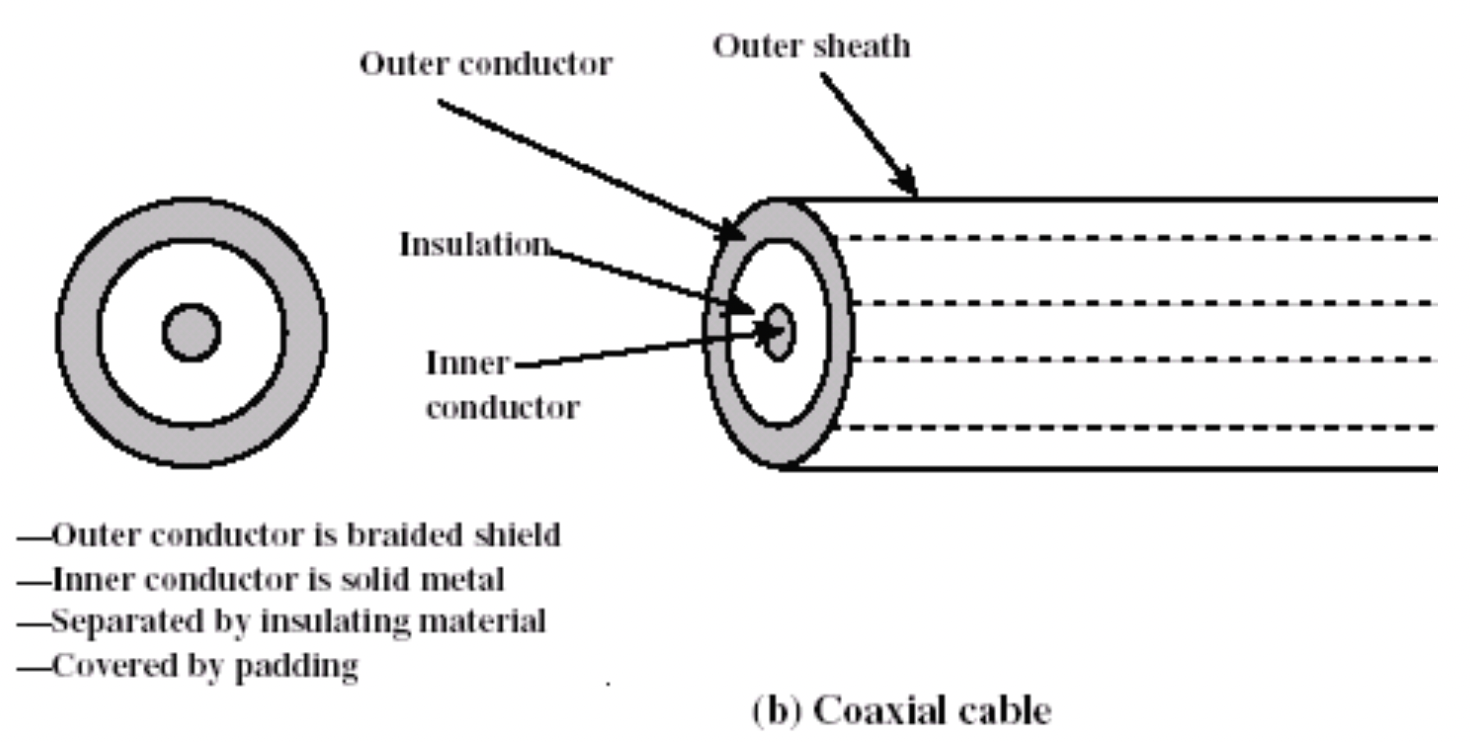 Outer conductor
Outer sheath
Insulation
Inner
conductor
—Outer conductor is braided shield
—Inner conductor is solid metal
—Separated by insulating material
—Covered by padding
(b) Coaxial cable